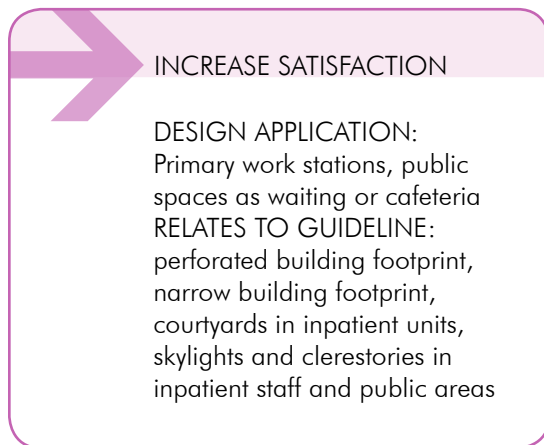 INCREASE SATISFACTION
DESIGN APPLICATION:
Primary work stations, public
spaces as waiting or cafeteria
RELATES TO GUIDELINE:
perforated building footprint,
narrow building footprint,
courtyards in inpatient units,
skylights and clerestories in
inpatient staff and public areas